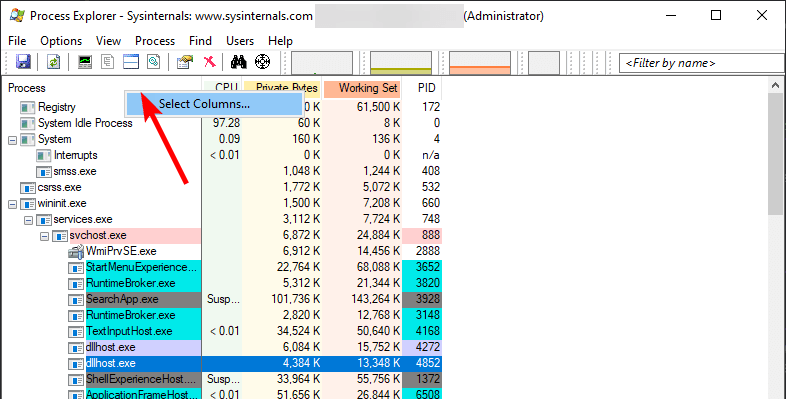 Process Explorer - Sysinternals: www.sysinternals.com (Administrator)
File Options View Process Find Users Help
<Filter by name>
Process CPU Private Bytes Working Set PID
Select Columns...
Registry 0 K 61,500 K 172
System Idle Process 97.28 60 K 8 K 0
System 0.09 160 K 136 K 4
Interrupts < 0.01 0 K 0 K n/a
smss.exe 1,048 K 1,244 K 408
csrss.exe 1,772 K 5,072 K 532
wininit.exe 1,500 K 7,208 K 660
services.exe 3,112 K 7,724 K 748
svchost.exe 6,872 K 24,884 K 888
WmiPrvSE.exe 6,912 K 14,456 K 2888
StartMenuExperience... 22,764 K 68,088 K 3652
RuntimeBroker.exe 5,312 K 21,344 K 3820
SearchApp.exe Susp... 101,736 K 143,264 K 3928
RuntimeBroker.exe 2,820 K 12,768 K 3148
TextInputHost.exe < 0.01 34,524 K 50,640 K 4168
dllhost.exe 6,084 K 15,752 K 4272
dllhost.exe 4,384 K 13,348 K 4852
ShellExperienceHost.... Susp... 33,964 K 55,756 K 1372
ApplicationFrameHost... < 0.01 51,656 K 26,844 K 6508